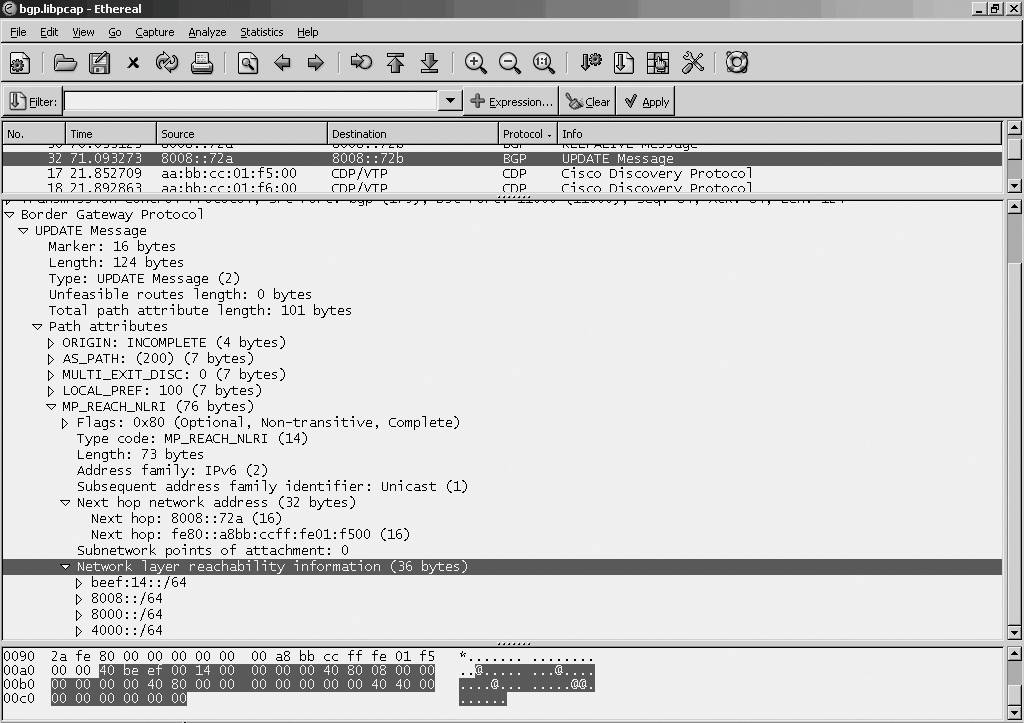 bgp.libpcap - Ethereal
File Edit View Go Capture Analyze Statistics Help
Filter: Expression... Clear Apply
No. Time Source Destination Protocol Info
32 71.093273 8008::72a 8008::72b BGP UPDATE Message
17 21.852709 aa:bb:cc:01:f5:00 CDP/VTP CDP Cisco Discovery Protocol
18 21.892863 aa:bb:cc:01:f6:00 CDP/VTP CDP Cisco Discovery Protocol
Border Gateway Protocol
UPDATE Message
Marker: 16 bytes
Length: 124 bytes
Type: UPDATE Message (2)
Unfeasible routes length: 0 bytes
Total path attribute length: 101 bytes
Path attributes
ORIGIN: INCOMPLETE (4 bytes)
AS_PATH: (200) (7 bytes)
MULTI_EXIT_DISC: 0 (7 bytes)
LOCAL_PREF: 100 (7 bytes)
MP_REACH_NLRI (76 bytes)
Flags: 0x80 (Optional, Non-transitive, Complete)
Type code: MP_REACH_NLRI (14)
Length: 73 bytes
Address family: IPv6 (2)
Subsequent address family identifier: Unicast (1)
Next hop network address (32 bytes)
Next hop: 8008::72a (16)
Next hop: fe80::a8bb:ccff:fe01:f500 (16)
Subnetwork points of attachment: 0
Network layer reachability information (36 bytes)
beef:14::/64
8008::/64
8000::/64
4000::/64
0090 2a fe 80 00 00 00 00 00 00 a8 bb cc ff fe 01 f5 *....... ........
00a0 00 00 40 be ef 00 14 00 00 00 00 00 40 80 08 00 00 ..@..... ....@...
00b0 00 00 00 00 40 80 00 00 00 00 00 00 00 40 40 00 ....@... .....@@.
00c0 00 00 00 00 00 00 ......